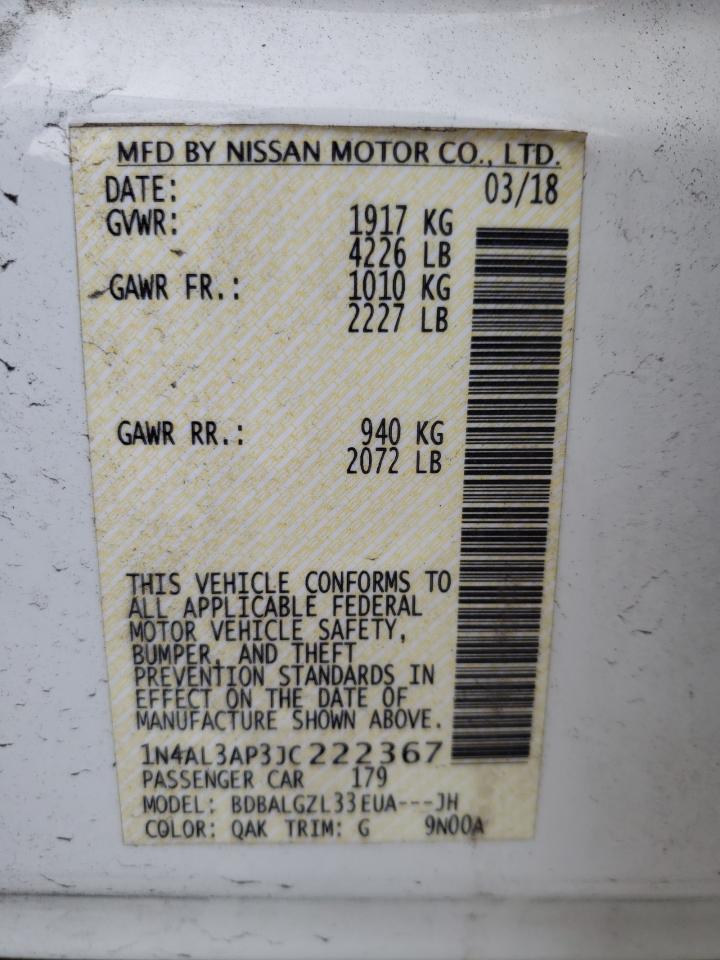 MFD BY NISSAN MOTOR CO., LTD.
DATE: 03/18
GVWR: 1917 KG
4226 LB
GAWR FR.: 1010 KG
2227 LB
GAWR RR.: 940 KG
2072 LB
THIS VEHICLE CONFORMS TO
ALL APPLICABLE FEDERAL
MOTOR VEHICLE SAFETY,
BUMPER, AND THEFT
PREVENTION STANDARDS IN
EFFECT ON THE DATE OF
MANUFACTURE SHOWN ABOVE.
1N4AL3AP3JC222367
PASSENGER CAR 179
MODEL: BDBALGZL33EUA---JH
COLOR: QAK TRIM: G 9N00A